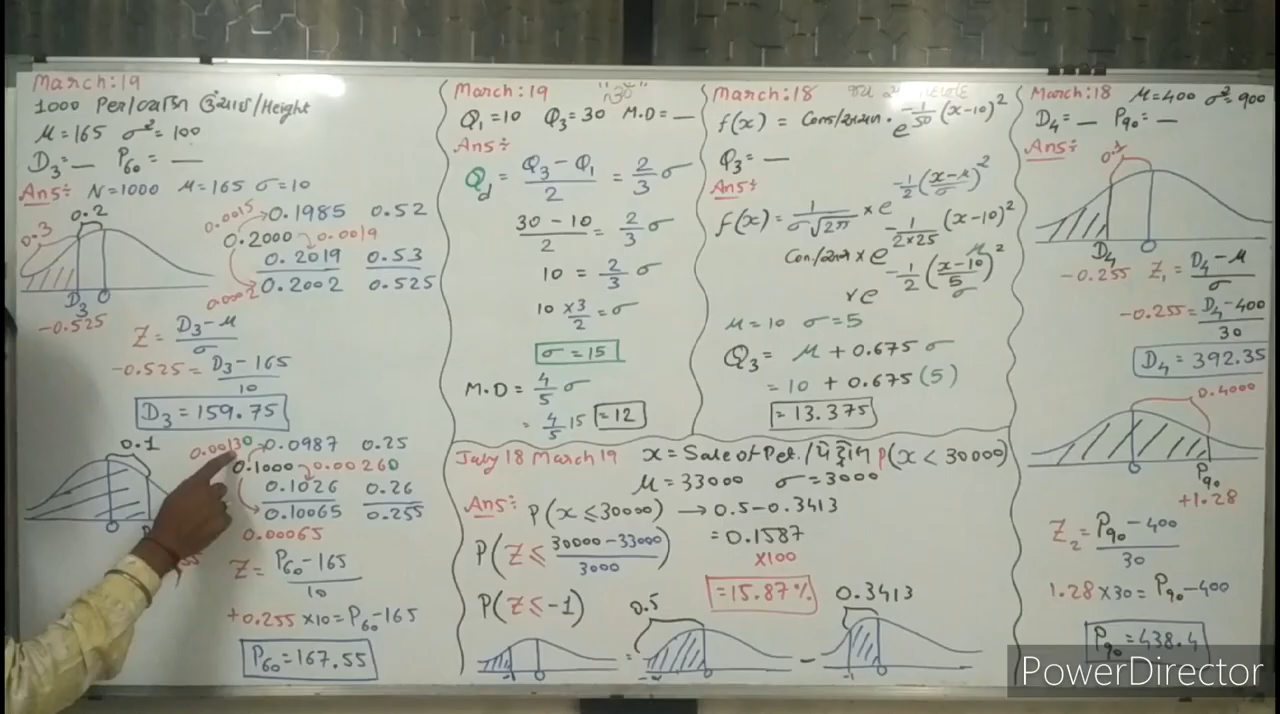 March:19
1000 Per/વ્યક્તિ ઊંચાઈ/Height
μ=165 σ²=100
D₃=— P₆₀=—
Ans: N=1000 μ=165 σ=10
0.3
0.2
D₃ 0
-0.525
0.0015 → 0.1985 0.52
0.2000 → 0.0019
0.2019 0.53
0.2002 0.525
0.0002
Z = D₃-μ / σ
-0.525 = D₃-165 / 10
D₃=159.75
0.1
0
0.00130 → 0.0987 0.25
0.1000 → 0.00260
0.1026 0.26
→ 0.10065 0.255
0.00065
Z = P₆₀-165 / 10
+0.255 ×10 = P₆₀-165
P₆₀=167.55
March:19
Q₁=10 Q₃=30 M.D=—
Ans:
Qd = Q₃-Q₁ / 2 = 2/3 σ
30-10 / 2 = 2/3 σ
10 = 2/3 σ
10 × 3/2 = σ
σ=15
M.D = 4/5 σ
= 4/5 15 =12
March:18
f(x) = Cons/અચળ . e^-1/50 (x-10)²
Q₃=—
Ans:
f(x) = 1/σ√2π × e^-1/2 (x-μ/σ)²
Con/અચળ × e^-1/2×25 (x-10)²
× e^-1/2 (x-10/5)²
μ
σ
μ=10 σ=5
Q₃= μ+0.675 σ
= 10 + 0.675(5)
=13.375
July 18 March 19 x = Sale of Pet./પેટ્રોલ P(x < 30000)
μ=33000 σ=3000
Ans: P(x≤30000) → 0.5-0.3413
= 0.1587
×100
=15.87%
P(Z ≤ 30000-33000 / 3000)
P(Z ≤ -1)
-1 0
=
0.5
-
0.3413
-1
March:18 μ=400 σ²=900
D₄=— P₉₀=—
Ans:
0.1
D₄ 0
-0.255 Z₁ = D₄-μ / σ
-0.255 = D₄-400 / 30
D₄=392.35
0.4000
0 P₉₀
+1.28
Z₂ = P₉₀-400 / 30
1.28×30 = P₉₀-400
P₉₀=438.4
PowerDirector